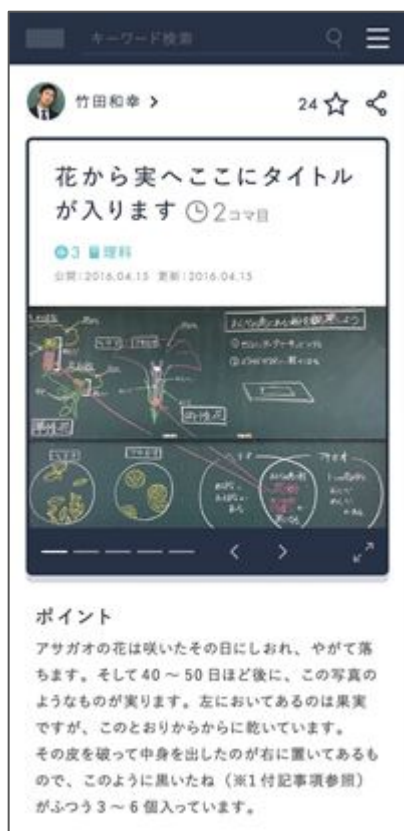 キーワード検索
竹田和幸 >
24
花から実へここにタイトル
が入ります 2コマ目
3 理科
公開:2016.04.15 更新:2016.04.15
ポイント
アサガオの花は咲いたその日にしおれ、やがて落
ちます。そして40〜50日ほど後に、この写真の
ようなものが実ります。左においてあるのは果実
ですが、このとおりからからに乾いています。
その皮を破って中身を出したのが右に置いてあるも
ので、このように黒いたね（※1付記事項参照）
がふつう3〜6個入っています。